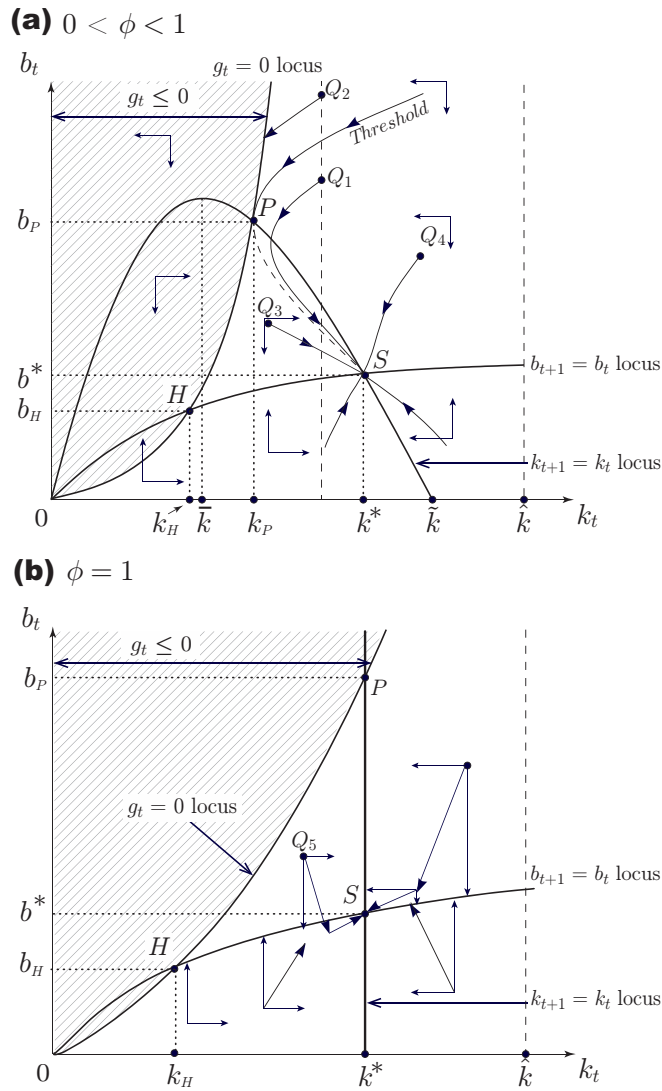 (a) 0 < ϕ < 1
b_t
g_t = 0 locus
g_t ≤ 0
Q_2
Threshold
Q_1
b_P
P
Q_4
Q_3
b*
S
b_{t+1} = b_t locus
b_H
H
k_{t+1} = k_t locus
0
k_H
k̄
k_P
k*
k̃
k̂
k_t
(b) ϕ = 1
b_t
g_t ≤ 0
b_P
P
g_t = 0 locus
Q_5
b_{t+1} = b_t locus
b*
S
b_H
H
k_{t+1} = k_t locus
0
k_H
k*
k̂
k_t